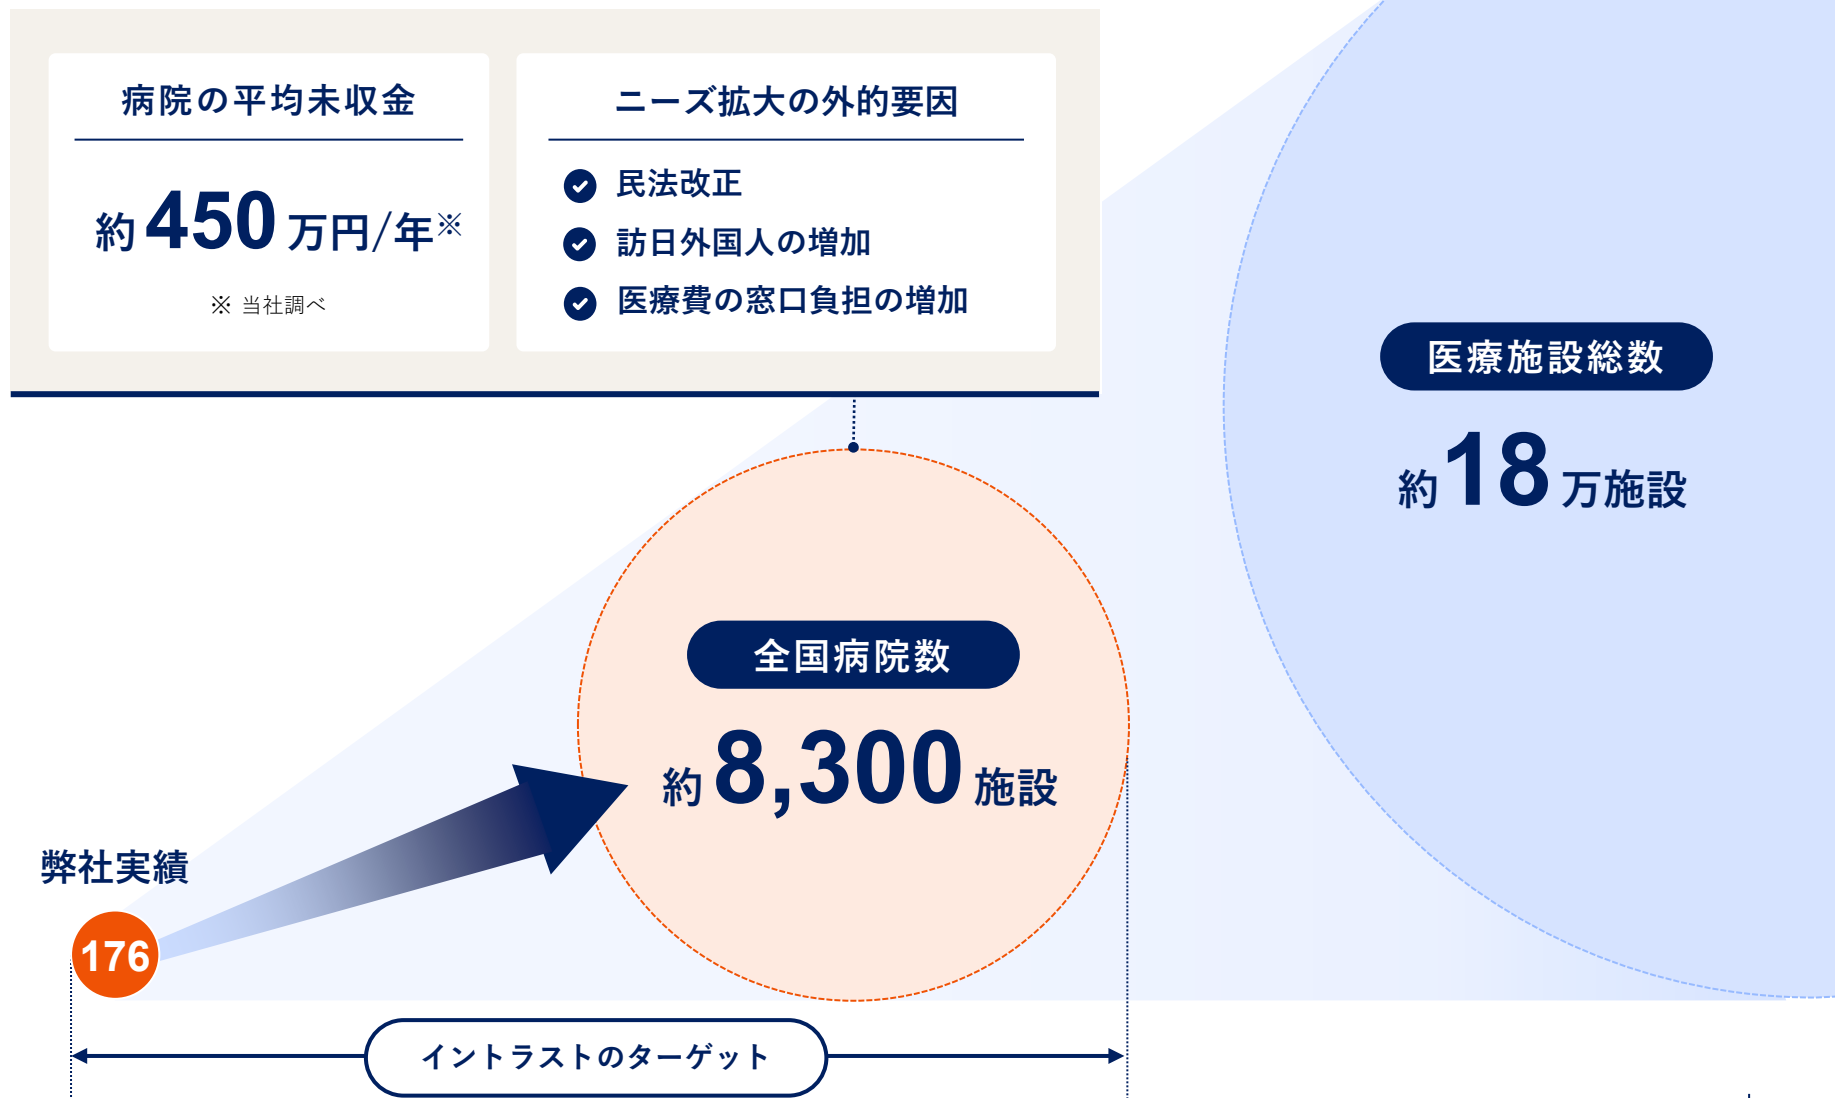 病院の平均未収金
約450万円/年※
※ 当社調べ
ニーズ拡大の外的要因
民法改正
訪日外国人の増加
医療費の窓口負担の増加
医療施設総数
約18万施設
全国病院数
約8,300施設
弊社実績
176
イントラストのターゲット